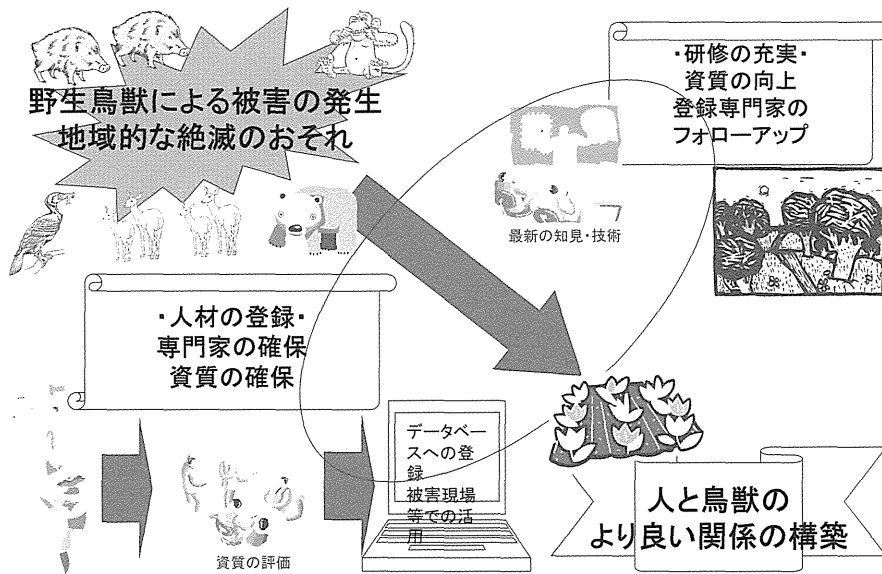 野生鳥獣による被害の発生
地域的な絶滅のおそれ
・研修の充実・
資質の向上
登録専門家の
フォローアップ
最新の知見・技術
・人材の登録・
専門家の確保
資質の確保
データベー
スへの登
録
被害現場
等での活
用
資質の評価
人と鳥獣の
より良い関係の構築